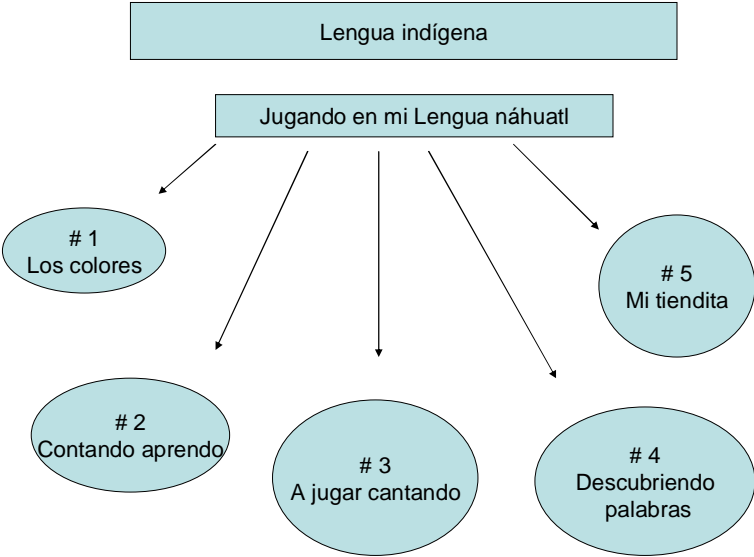 Lengua indígena
Jugando en mi Lengua náhuatl
# 1
Los colores
# 2
Contando aprendo
# 3
A jugar cantando
# 4
Descubriendo
palabras
# 5
Mi tiendita